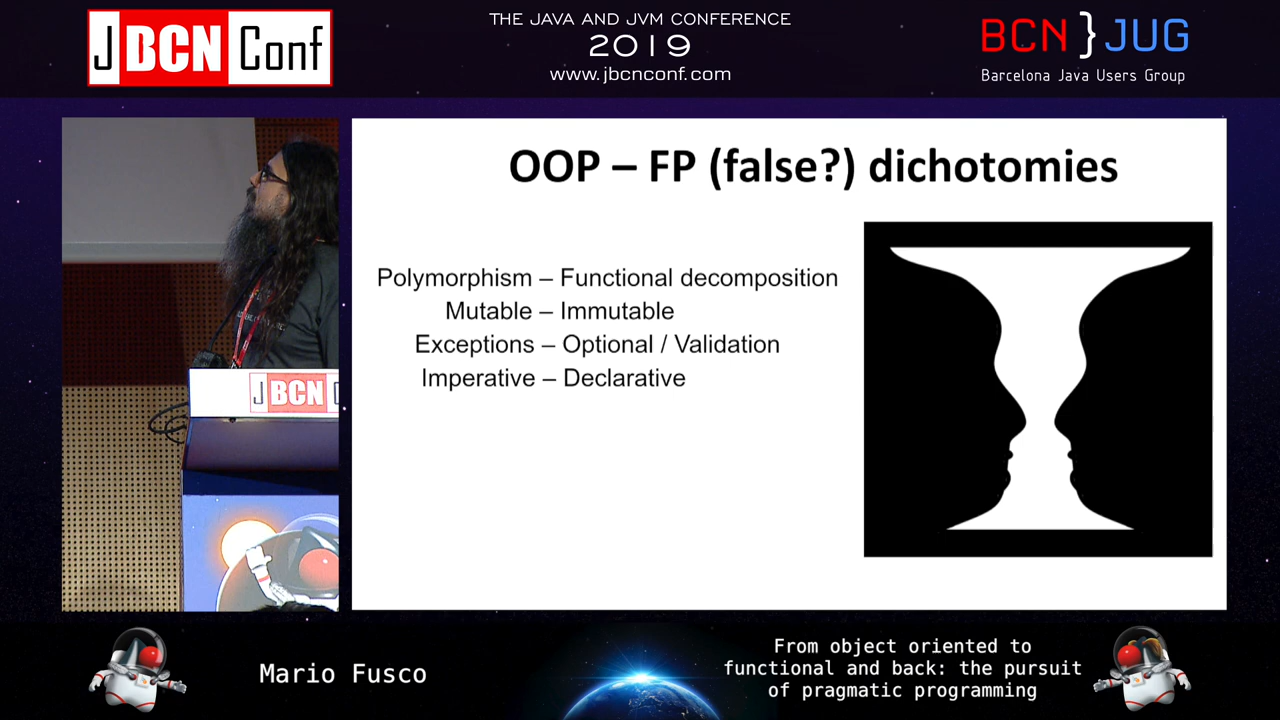 JBCNConf
THE JAVA AND JVM CONFERENCE
2019
www.jbcnconf.com
BCN}JUG
Barcelona Java Users Group
OOP – FP (false?) dichotomies
Polymorphism – Functional decomposition
Mutable – Immutable
Exceptions – Optional / Validation
Imperative – Declarative
JBCN
Mario Fusco
From object oriented to
functional and back: the pursuit
of pragmatic programming